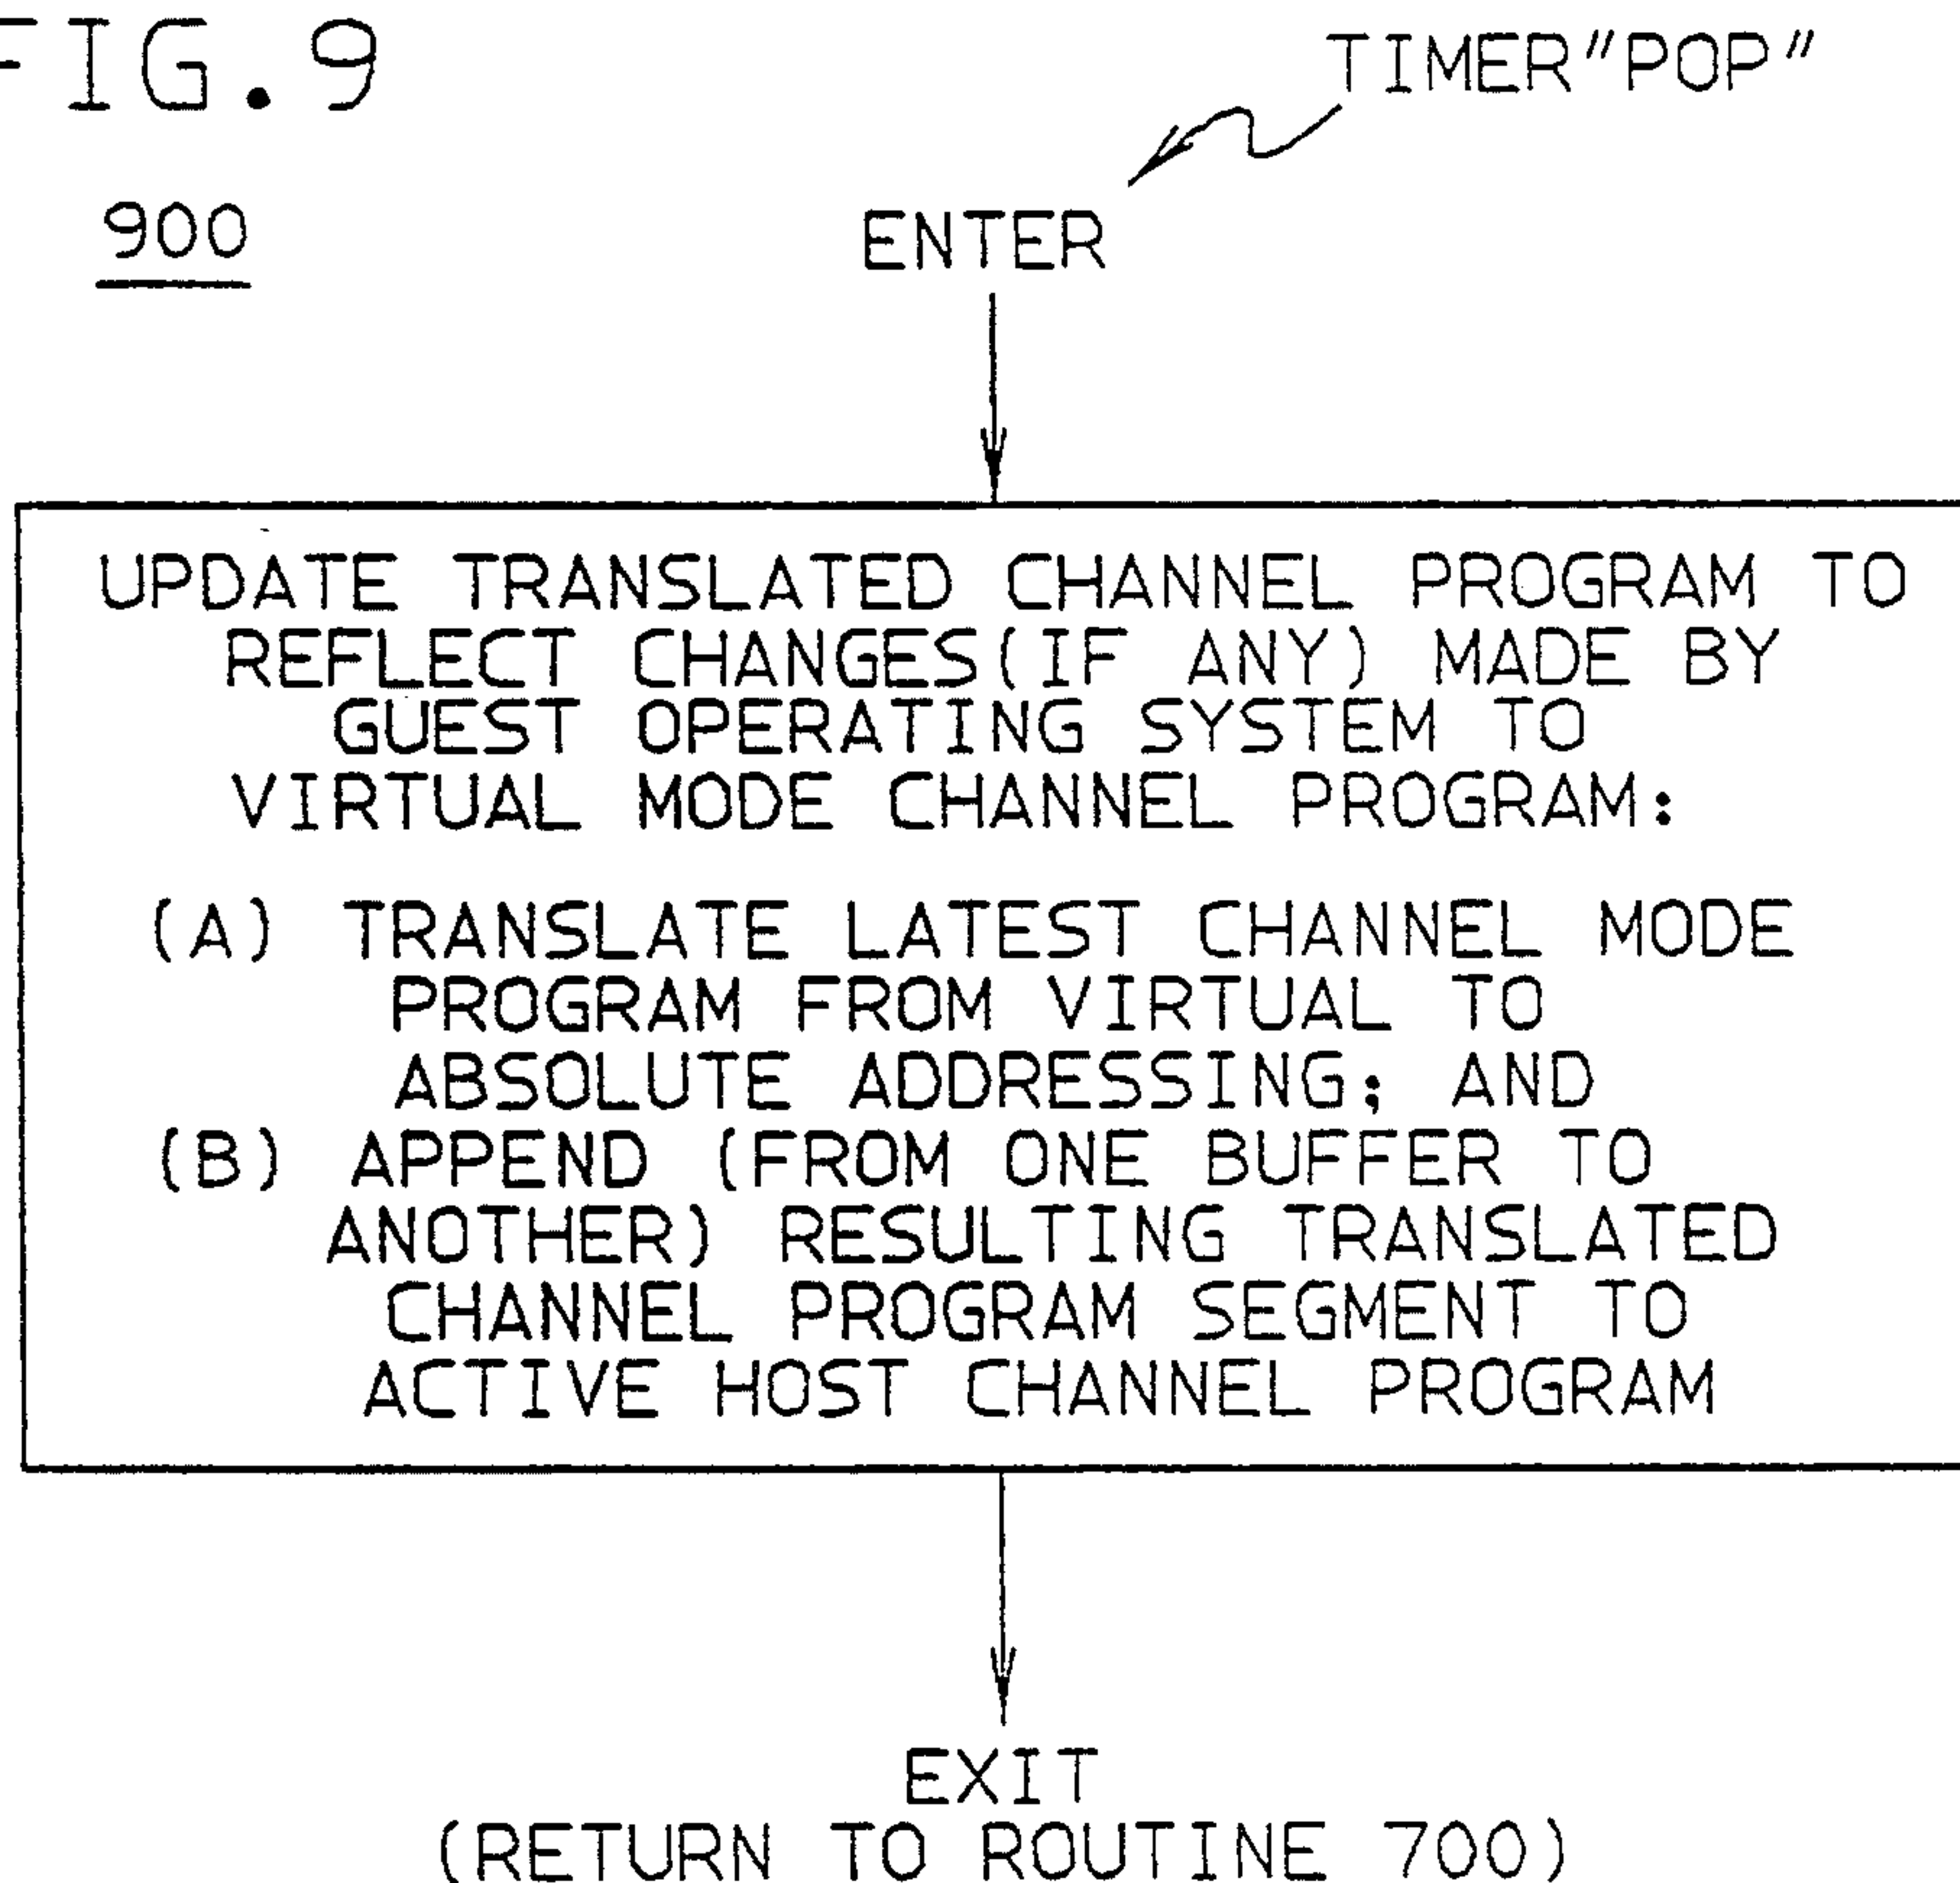 FIG.9
TIMER"POP"
900
ENTER
UPDATE TRANSLATED CHANNEL PROGRAM TO
REFLECT CHANGES(IF ANY) MADE BY
GUEST OPERATING SYSTEM TO
VIRTUAL MODE CHANNEL PROGRAM:
(A) TRANSLATE LATEST CHANNEL MODE
PROGRAM FROM VIRTUAL TO
ABSOLUTE ADDRESSING; AND
(B) APPEND (FROM ONE BUFFER TO
ANOTHER) RESULTING TRANSLATED
CHANNEL PROGRAM SEGMENT TO
ACTIVE HOST CHANNEL PROGRAM
EXIT
(RETURN TO ROUTINE 700)